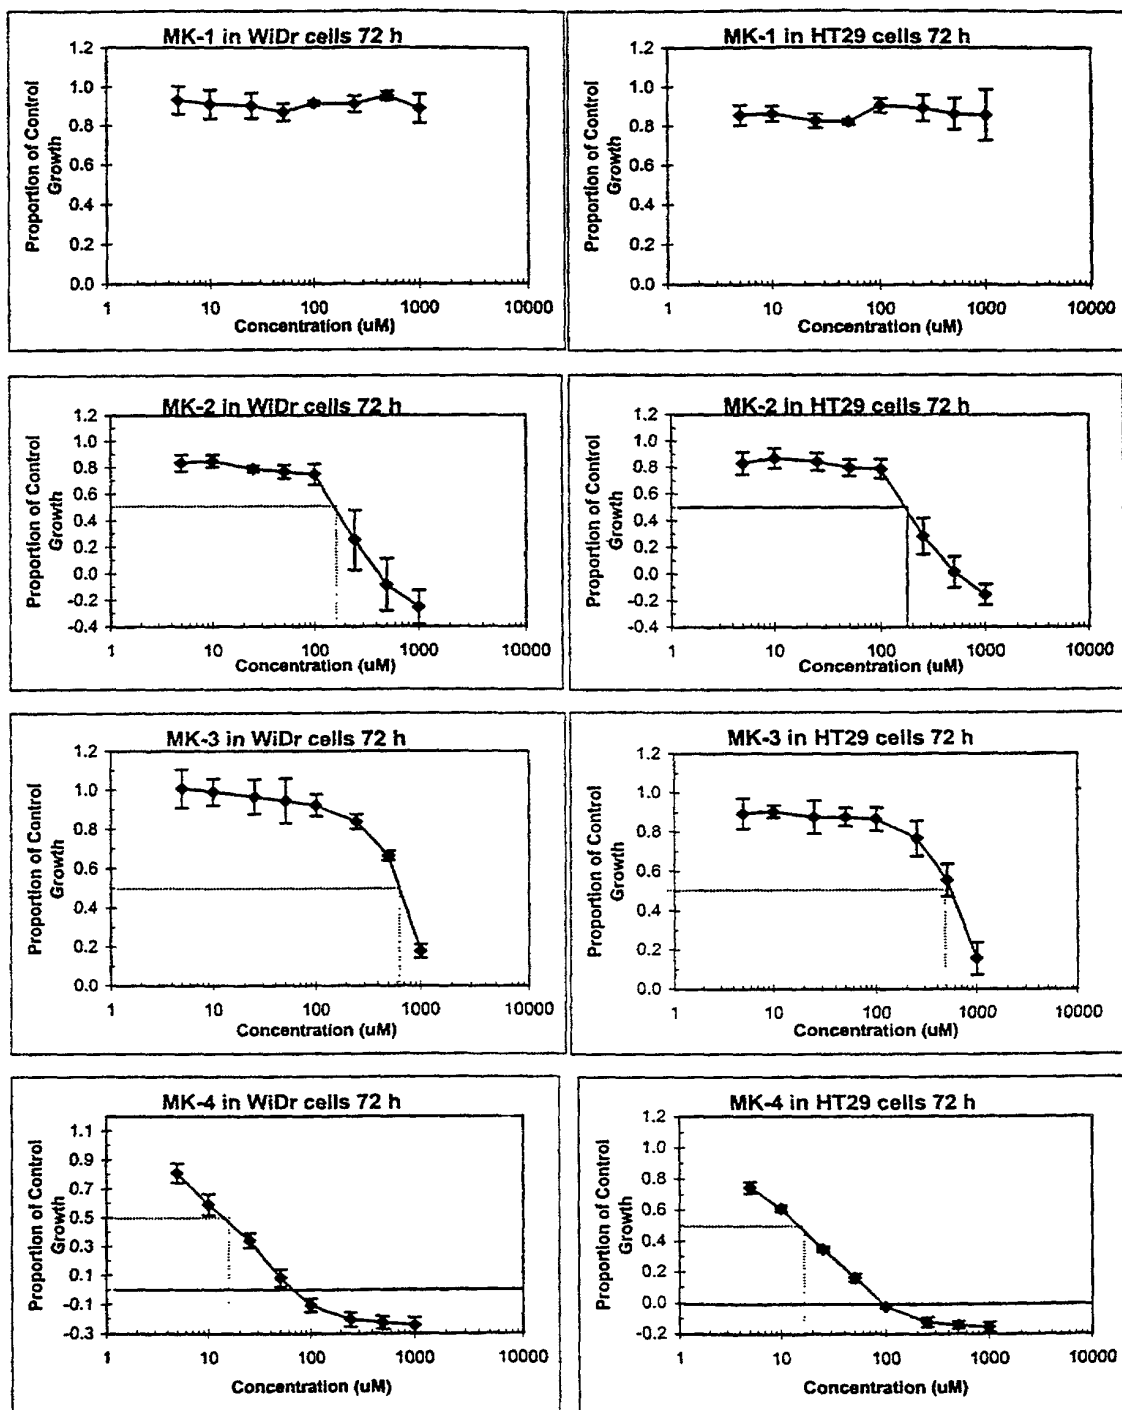 MK-1 in WiDr cells 72 h
1.2
1.0
0.8
0.6
0.4
0.2
0.0
Proportion of Control
Growth
1 10 100 1000 10000
Concentration (uM)
MK-1 in HT29 cells 72 h
1.2
1.0
0.8
0.6
0.4
0.2
0.0
Proportion of Control
Growth
1 10 100 1000 10000
Concentration (uM)
MK-2 in WiDr cells 72 h
1.2
1.0
0.8
0.6
0.4
0.2
0.0
-0.2
-0.4
Proportion of Control
Growth
1 10 100 1000 10000
Concentration (uM)
MK-2 in HT29 cells 72 h
1.2
1.0
0.8
0.6
0.4
0.2
0.0
-0.2
-0.4
Proportion of Control
Growth
1 10 100 1000 10000
Concentration (uM)
MK-3 in WiDr cells 72 h
1.2
1.0
0.8
0.6
0.4
0.2
0.0
Proportion of Control
Growth
1 10 100 1000 10000
Concentration (uM)
MK-3 in HT29 cells 72 h
1.2
1.0
0.8
0.6
0.4
0.2
0.0
Proportion of Control
Growth
1 10 100 1000 10000
Concentration (uM)
MK-4 in WiDr cells 72 h
1.1
0.9
0.7
0.5
0.3
0.1
-0.1
-0.3
Proportion of Control
Growth
1 10 100 1000 10000
Concentration (uM)
MK-4 in HT29 cells 72 h
1.2
1.0
0.8
0.6
0.4
0.2
0.0
-0.2
Proportion of Control
Growth
1 10 100 1000 10000
Concentration (uM)